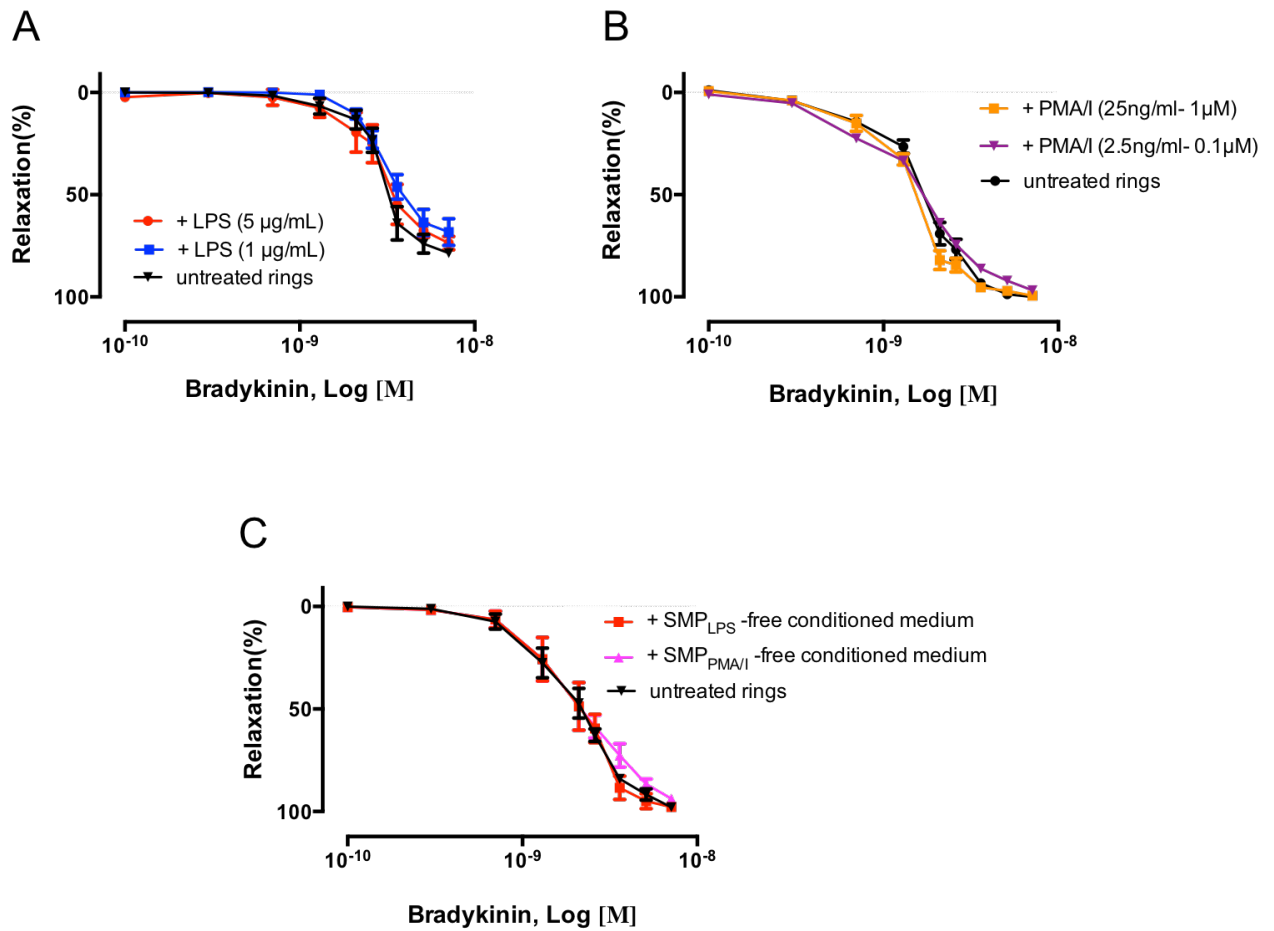 A
0
50
100
Relaxation(%)
+ LPS (5 µg/mL)
+ LPS (1 µg/mL)
untreated rings
10-10
10-9
10-8
Bradykinin, Log [M]
B
0
50
100
Relaxation(%)
+ PMA/I (25ng/ml- 1µM)
+ PMA/I (2.5ng/ml- 0.1µM)
untreated rings
10-10
10-9
10-8
Bradykinin, Log [M]
C
0
50
100
Relaxation(%)
+ SMPLPS -free conditioned medium
+ SMPPMA/I -free conditioned medium
untreated rings
10-10
10-9
10-8
Bradykinin, Log [M]